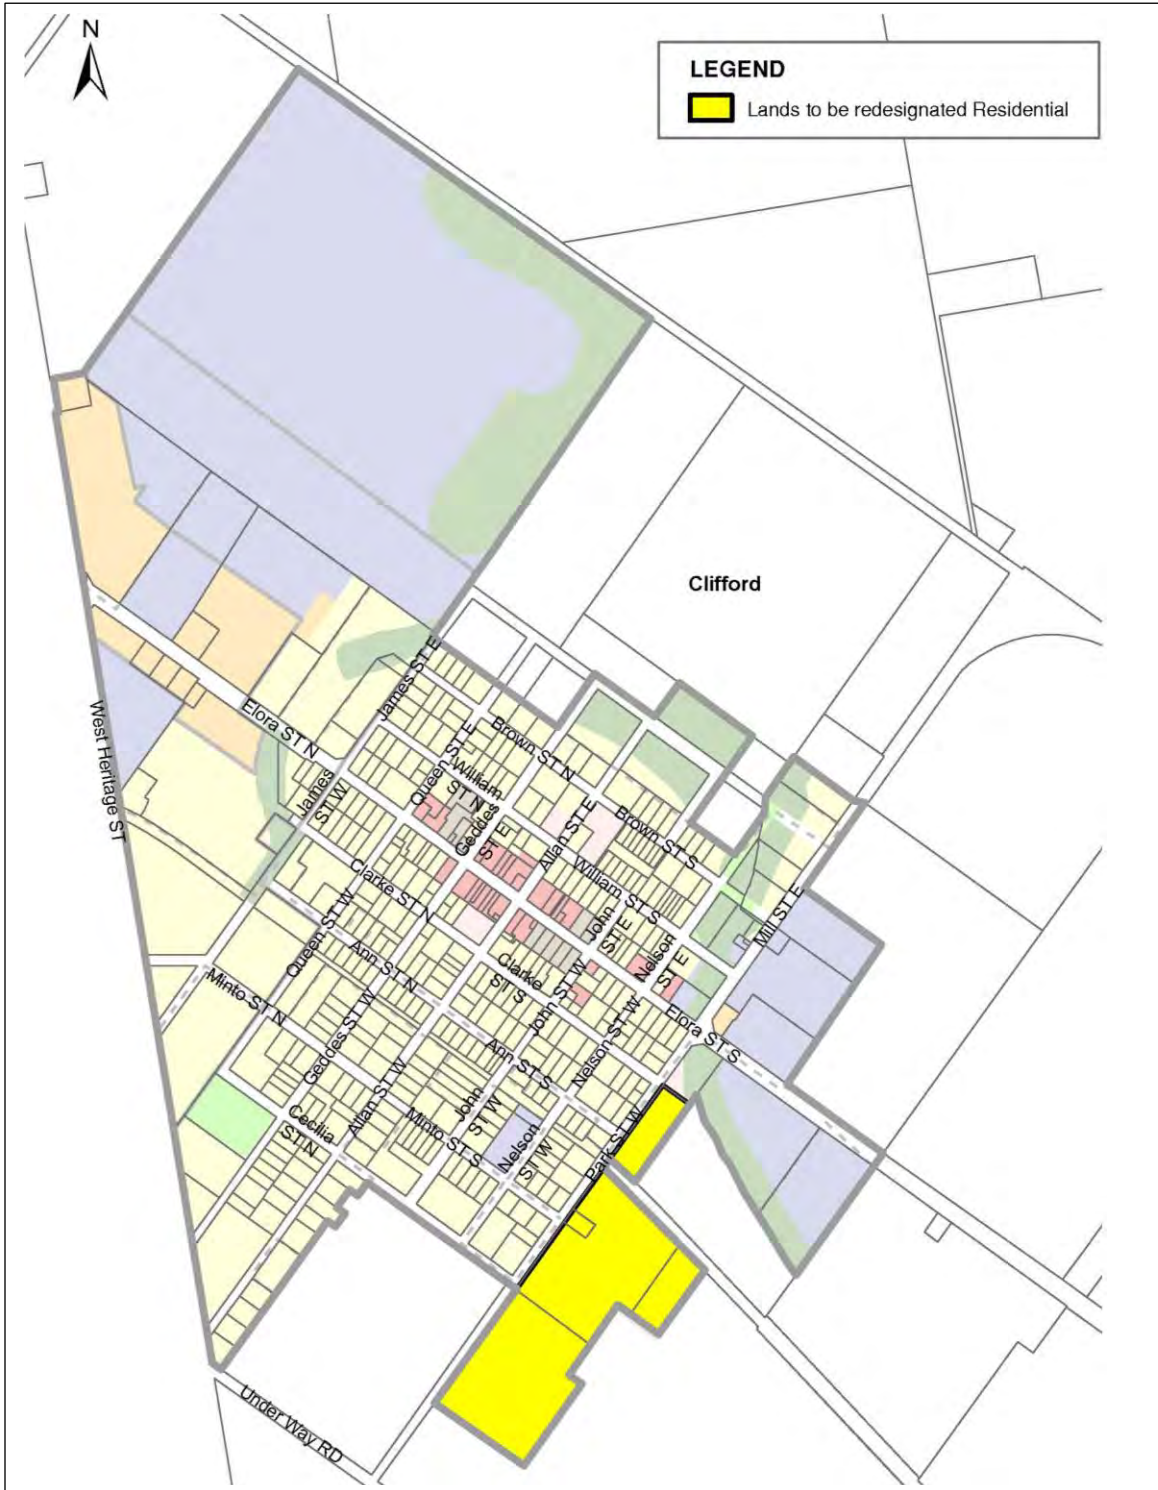 N
LEGEND
Lands to be redesignated Residential
Clifford
West Heritage ST
Elora ST N
James ST E
James
ST W
Queen ST E
William
ST N
Brown ST N
Geddes
ST E
Allan ST E
Brown ST S
William ST S
John
ST E
Nelson
ST E
Mill ST E
Clarke ST N
Queen ST W
Ann ST N
Clarke
ST S
John ST W
Elora ST S
Minto ST N
Geddes ST W
Nelson ST W
Ann ST S
Allan ST W
John
ST W
Cecilia
ST N
Minto ST S
Nelson
ST W
Park ST W
Under Way RD